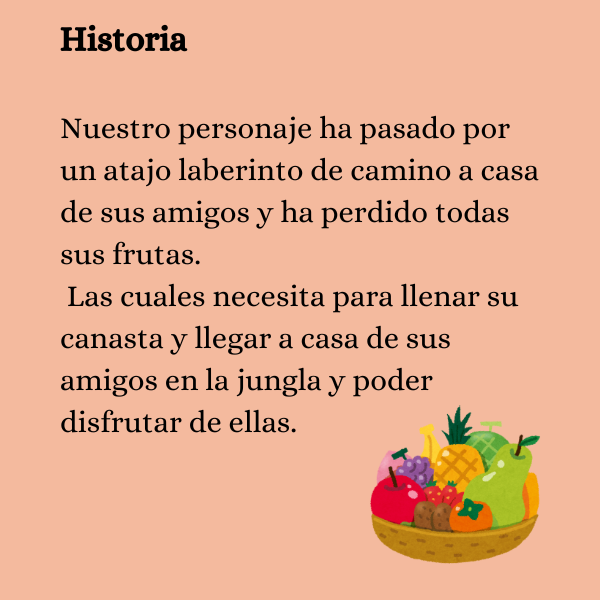 Historia
Nuestro personaje ha pasado por
un atajo laberinto de camino a casa
de sus amigos y ha perdido todas
sus frutas.
Las cuales necesita para llenar su
canasta y llegar a casa de sus
amigos en la jungla y poder
disfrutar de ellas.